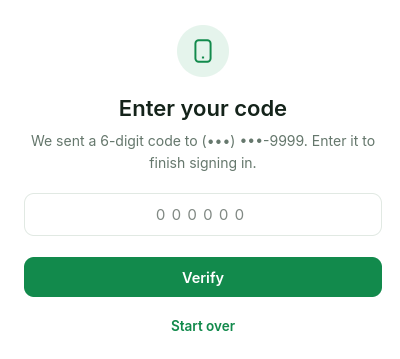 Enter your code
We sent a 6-digit code to (•••) •••-9999. Enter it to
finish signing in.
0 0 0 0 0 0
Verify
Start over